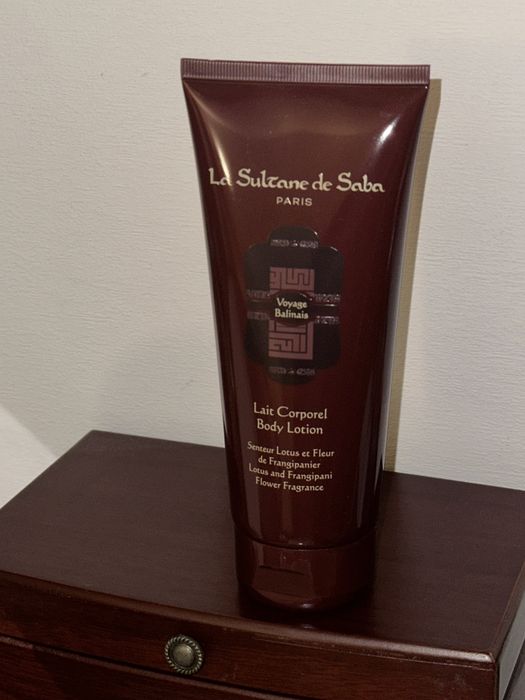 La Sultane de Saba
PARIS
Voyage
Balinais
Lait Corporel
Body Lotion
Senteur Lotus et Fleur
de Frangipanier
Lotus and Frangipani
Flower Fragrance